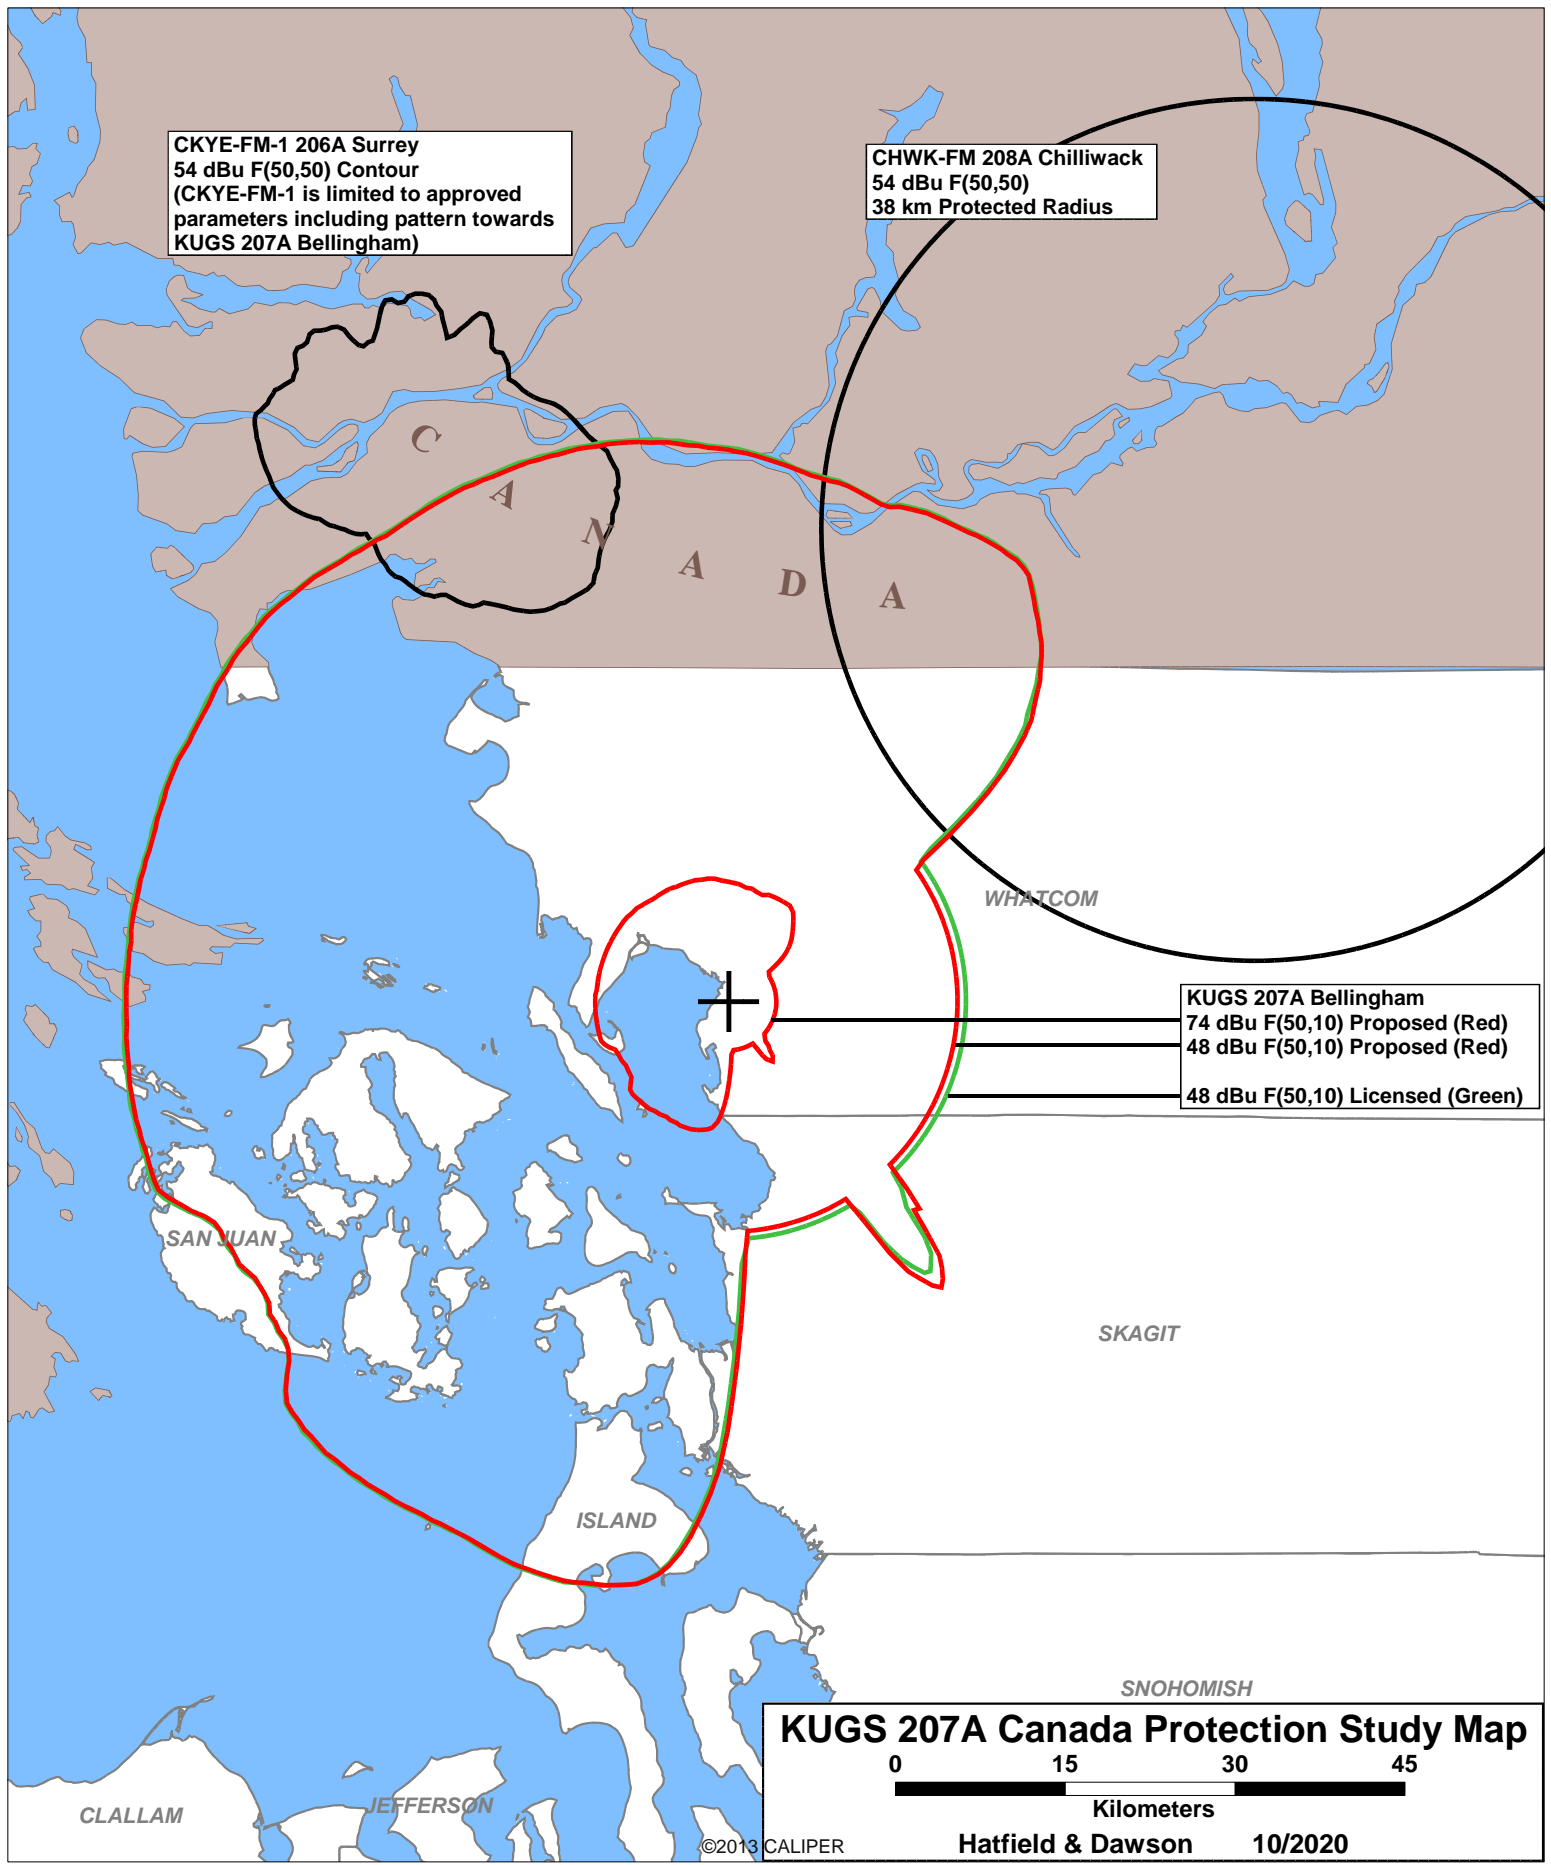 CKYE-FM-1 206A Surrey
54 dBu F(50,50) Contour
(CKYE-FM-1 is limited to approved
parameters including pattern towards
KUGS 207A Bellingham)
CHWK-FM 208A Chilliwack
54 dBu F(50,50)
38 km Protected Radius
C A N A D A
WHATCOM
KUGS 207A Bellingham
74 dBu F(50,10) Proposed (Red)
48 dBu F(50,10) Proposed (Red)
48 dBu F(50,10) Licensed (Green)
SAN JUAN
SKAGIT
ISLAND
SNOHOMISH
CLALLAM
JEFFERSON
KUGS 207A Canada Protection Study Map
0 15 30 45
Kilometers
Hatfield & Dawson 10/2020
©2013 CALIPER